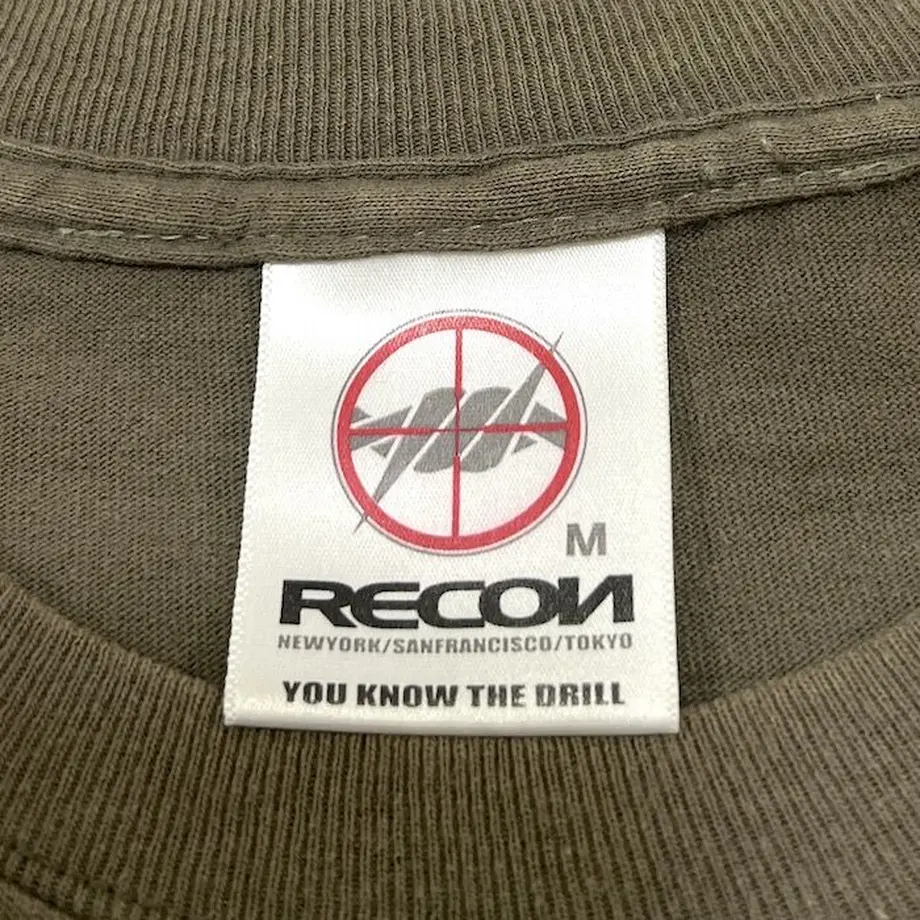 M
RECON
NEWYORK/SANFRANCISCO/TOKYO
YOU KNOW THE DRILL